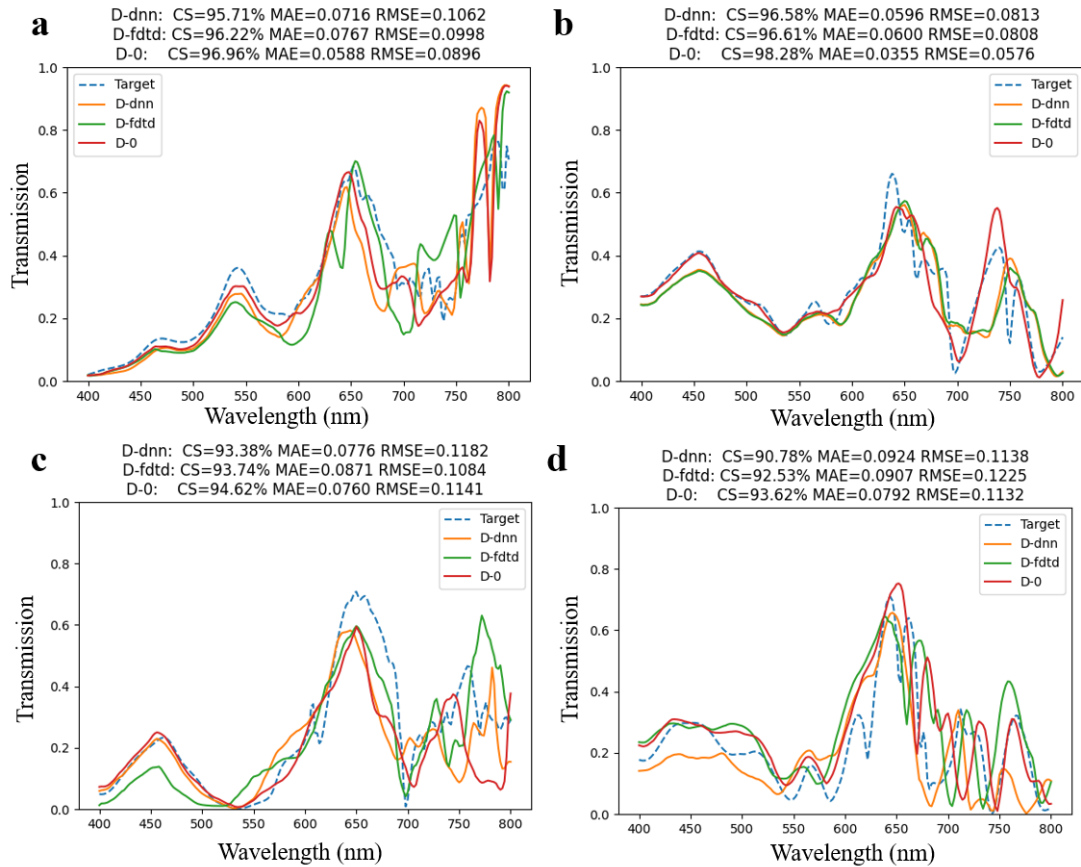 a
D-dnn: CS=95.71% MAE=0.0716 RMSE=0.1062
D-fdtd: CS=96.22% MAE=0.0767 RMSE=0.0998
D-0: CS=96.96% MAE=0.0588 RMSE=0.0896
Target
D-dnn
D-fdtd
D-0
Transmission
1.0
0.8
0.6
0.4
0.2
0.0
400 450 500 550 600 650 700 750 800
Wavelength (nm)
b
D-dnn: CS=96.58% MAE=0.0596 RMSE=0.0813
D-fdtd: CS=96.61% MAE=0.0600 RMSE=0.0808
D-0: CS=98.28% MAE=0.0355 RMSE=0.0576
Target
D-dnn
D-fdtd
D-0
Transmission
1.0
0.8
0.6
0.4
0.2
0.0
400 450 500 550 600 650 700 750 800
Wavelength (nm)
c
D-dnn: CS=93.38% MAE=0.0776 RMSE=0.1182
D-fdtd: CS=93.74% MAE=0.0871 RMSE=0.1084
D-0: CS=94.62% MAE=0.0760 RMSE=0.1141
Target
D-dnn
D-fdtd
D-0
Transmission
1.0
0.8
0.6
0.4
0.2
0.0
400 450 500 550 600 650 700 750 800
Wavelength (nm)
d
D-dnn: CS=90.78% MAE=0.0924 RMSE=0.1138
D-fdtd: CS=92.53% MAE=0.0907 RMSE=0.1225
D-0: CS=93.62% MAE=0.0792 RMSE=0.1132
Target
D-dnn
D-fdtd
D-0
Transmission
1.0
0.8
0.6
0.4
0.2
0.0
400 450 500 550 600 650 700 750 800
Wavelength (nm)